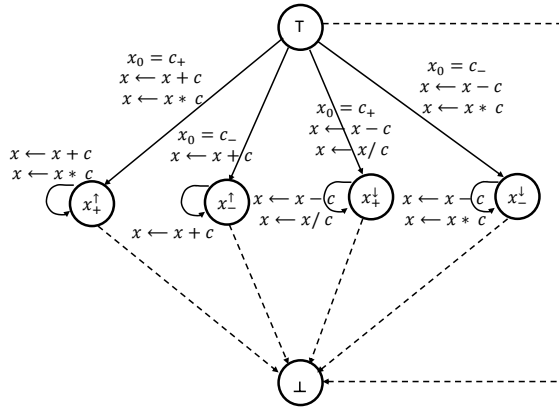 ⊤
x₀ = c₊
x ← x + c
x ← x ∗ c
x₀ = c₋
x ← x + c
x₀ = c₊
x ← x − c
x ← x/ c
x₀ = c₋
x ← x − c
x ← x ∗ c
x ← x + c
x ← x ∗ c
x₊↑
x ← x + c
x₋↑
x ← x − c
x ← x/ c
x₊↓
x ← x − c
x ← x ∗ c
x₋↓
⊥